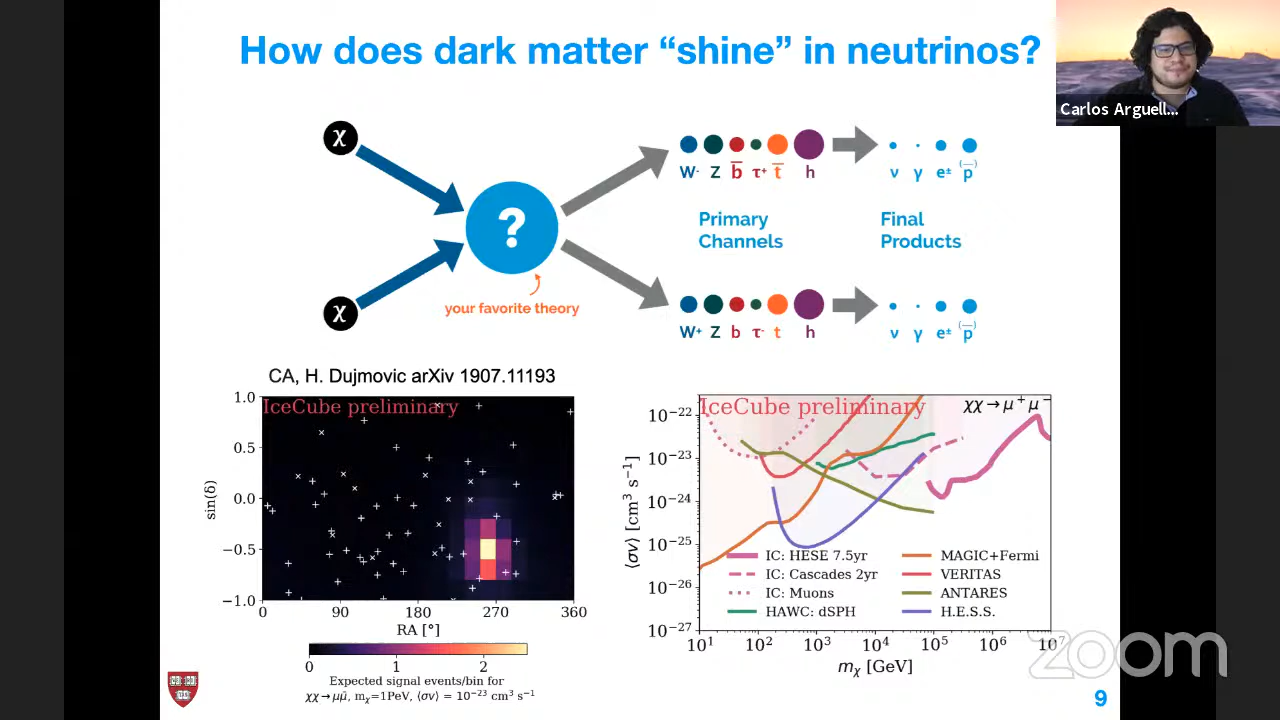 How does dark matter “shine” in neutrinos?
Carlos Arguell...
χ
χ
?
your favorite theory
W- Z b̅ τ+ t̅ h
ν γ e± (p̅)
Primary
Channels
Final
Products
W+ Z b τ- t h
ν γ e± (p̅)
CA, H. Dujmovic arXiv 1907.11193
IceCube preliminary
1.0
0.5
0.0
−0.5
−1.0
sin(δ)
0 90 180 270 360
RA [°]
0 1 2
Expected signal events/bin for
χχ→μμ̄, mχ=1PeV, ⟨σν⟩ = 10⁻²³ cm³ s⁻¹
IceCube preliminary
χχ→μ⁺μ⁻
10⁻²²
10⁻²³
10⁻²⁴
10⁻²⁵
10⁻²⁶
10⁻²⁷
⟨σν⟩ [cm³ s⁻¹]
IC: HESE 7.5yr
IC: Cascades 2yr
IC: Muons
HAWC: dSPH
MAGIC+Fermi
VERITAS
ANTARES
H.E.S.S.
10¹ 10² 10³ 10⁴ 10⁵ 10⁶ 10⁷
mχ [GeV]
zoom
9